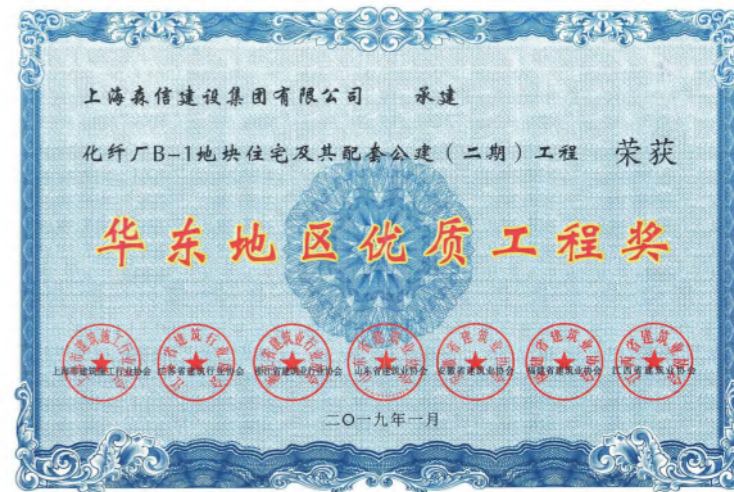 上海森信建设集团有限公司 承建
化纤厂B-1地块住宅及其配套公建（二期）工程 荣获
华东地区优质工程奖
上海市建筑施工行业协会 江苏省建筑行业协会 浙江省建筑业行业协会 山东省建筑业协会 安徽省建筑业协会 福建省建筑业协会 江西省建筑业协会
二〇一九年一月